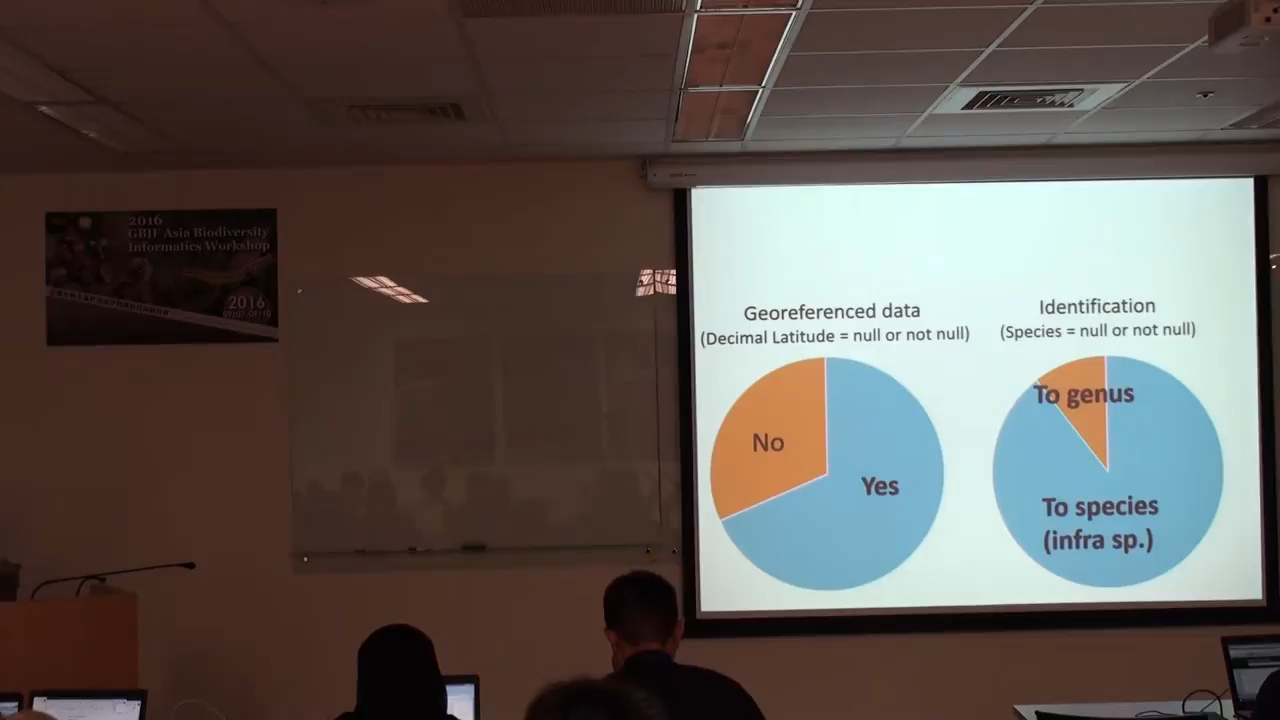 2016
GBIF Asia Biodiversity
Informatics Workshop
2016
Georeferenced data
(Decimal Latitude = null or not null)
No
Yes
Identification
(Species = null or not null)
To genus
To species
(infra sp.)